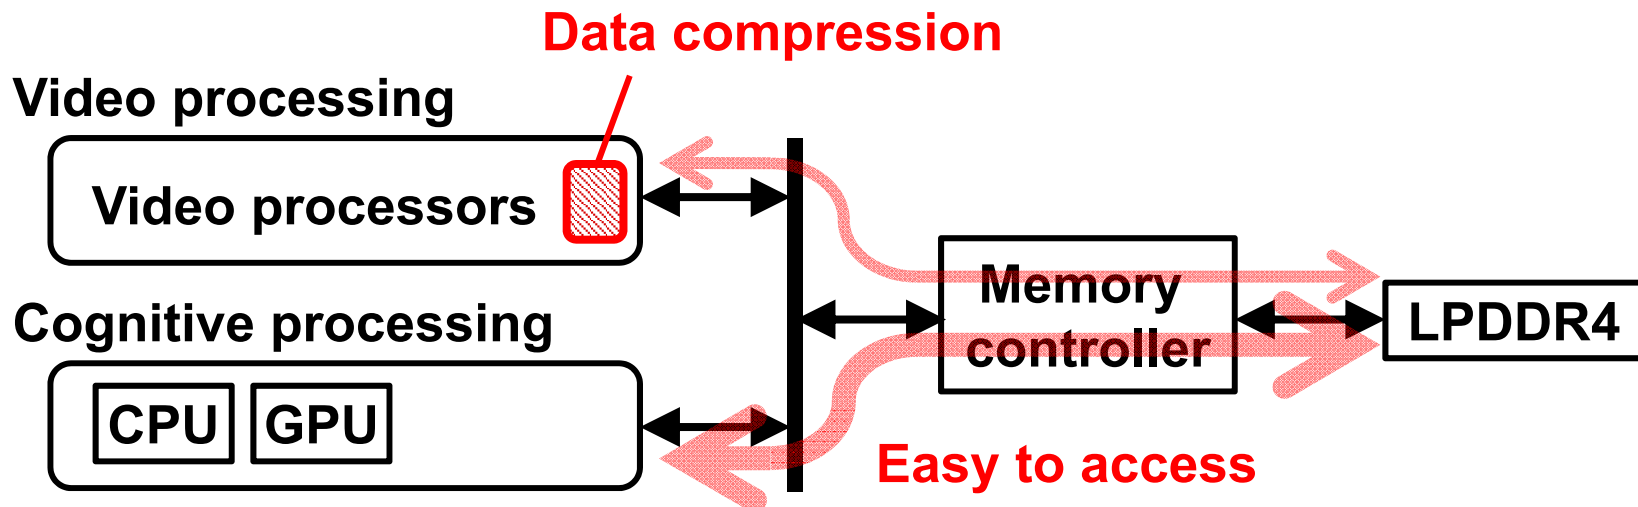 Data compression
Video processing
Video processors
Memory
controller
LPDDR4
Cognitive processing
CPU
GPU
Easy to access